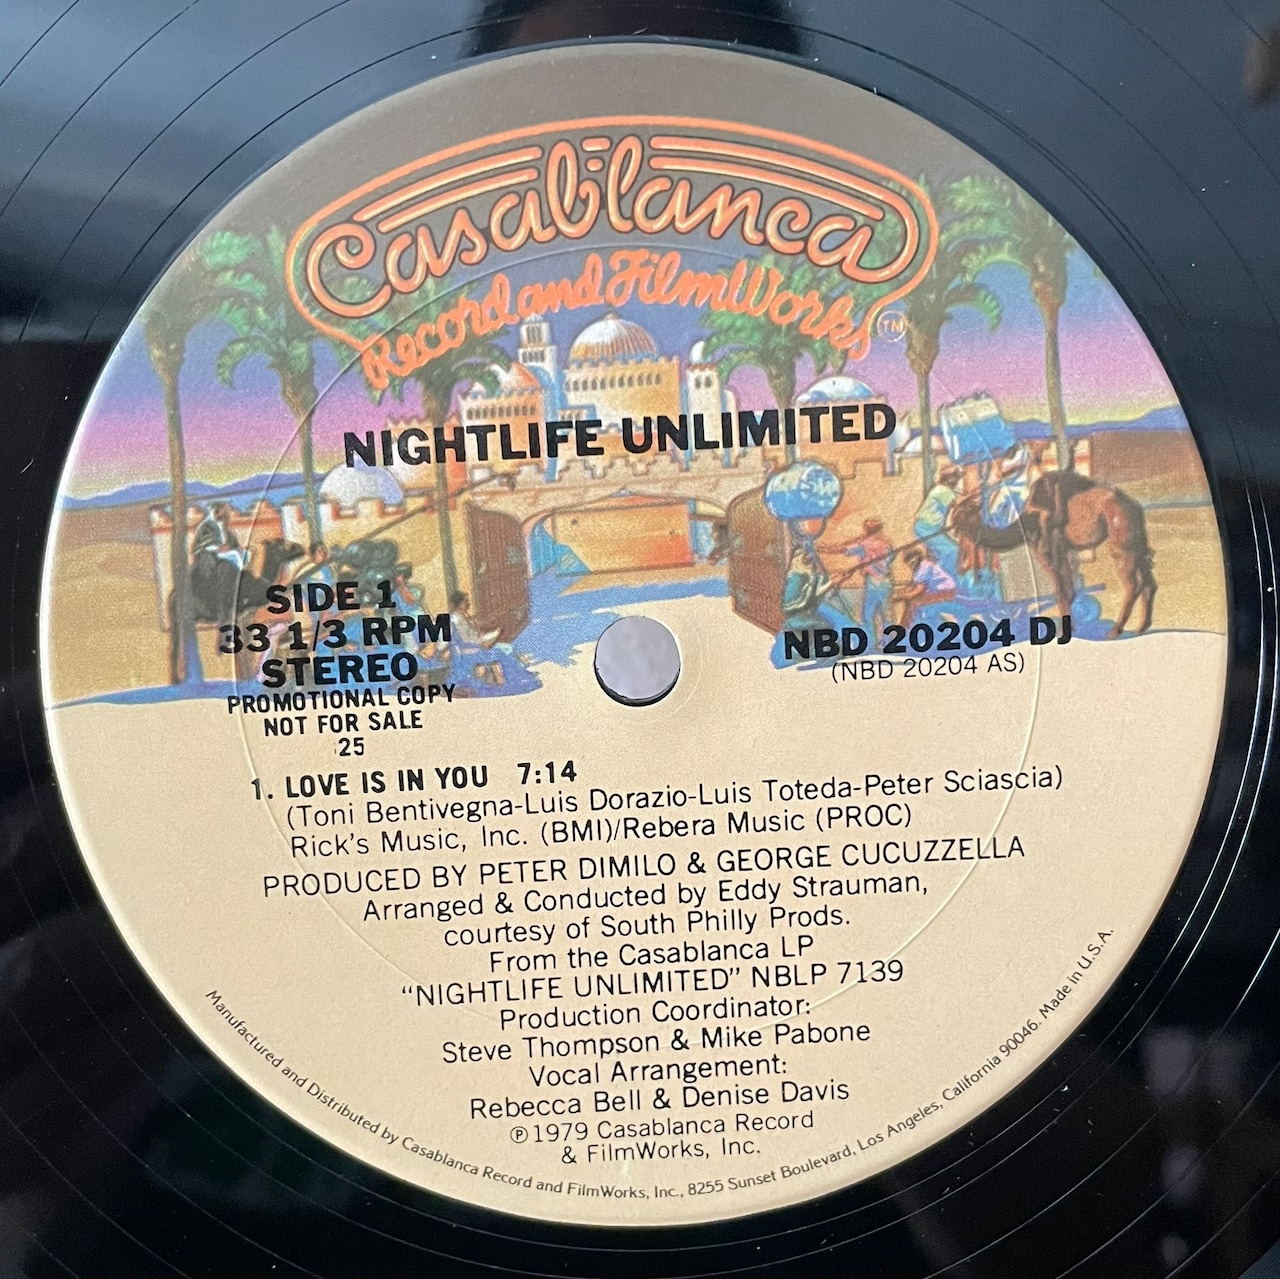 Casablanca
Record and FilmWorks TM
NIGHTLIFE UNLIMITED
SIDE 1
33 1/3 RPM
STEREO
PROMOTIONAL COPY
NOT FOR SALE
25
NBD 20204 DJ
(NBD 20204 AS)
1. LOVE IS IN YOU 7:14
(Toni Bentivegna-Luis Dorazio-Luis Toteda-Peter Sciascia)
Rick's Music, Inc. (BMI)/Rebera Music (PROC)
PRODUCED BY PETER DIMILO & GEORGE CUCUZZELLA
Arranged & Conducted by Eddy Strauman,
courtesy of South Philly Prods.
From the Casablanca LP
“NIGHTLIFE UNLIMITED” NBLP 7139
Production Coordinator:
Steve Thompson & Mike Pabone
Vocal Arrangement:
Rebecca Bell & Denise Davis
℗1979 Casablanca Record
& FilmWorks, Inc.
Manufactured and Distributed by Casablanca Record and FilmWorks, Inc., 8255 Sunset Boulevard, Los Angeles, California 90046. Made in U.S.A.